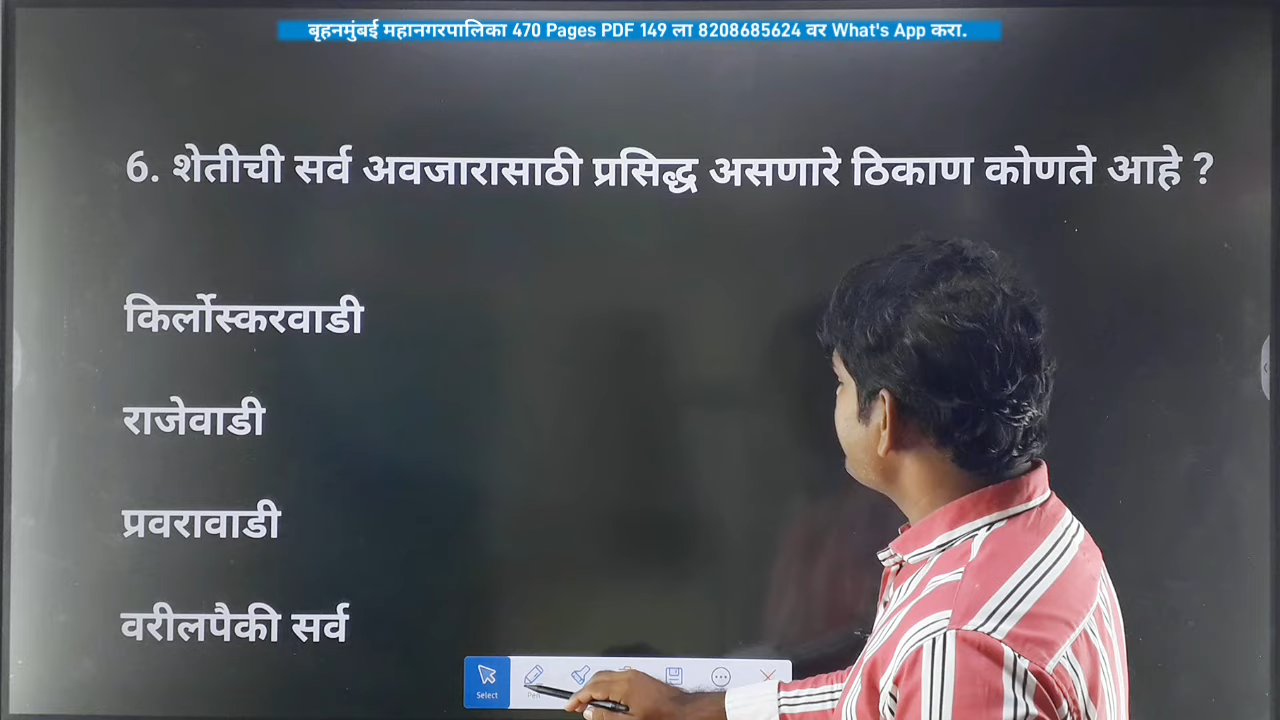 बृहनमुंबई महानगरपालिका 470 Pages PDF 149 ला 8208685624 वर What's App करा.
6. शेतीची सर्व अवजारासाठी प्रसिद्ध असणारे ठिकाण कोणते आहे ?
किर्लोस्करवाडी
राजेवाडी
प्रवरावाडी
वरीलपैकी सर्व
Select
Pen